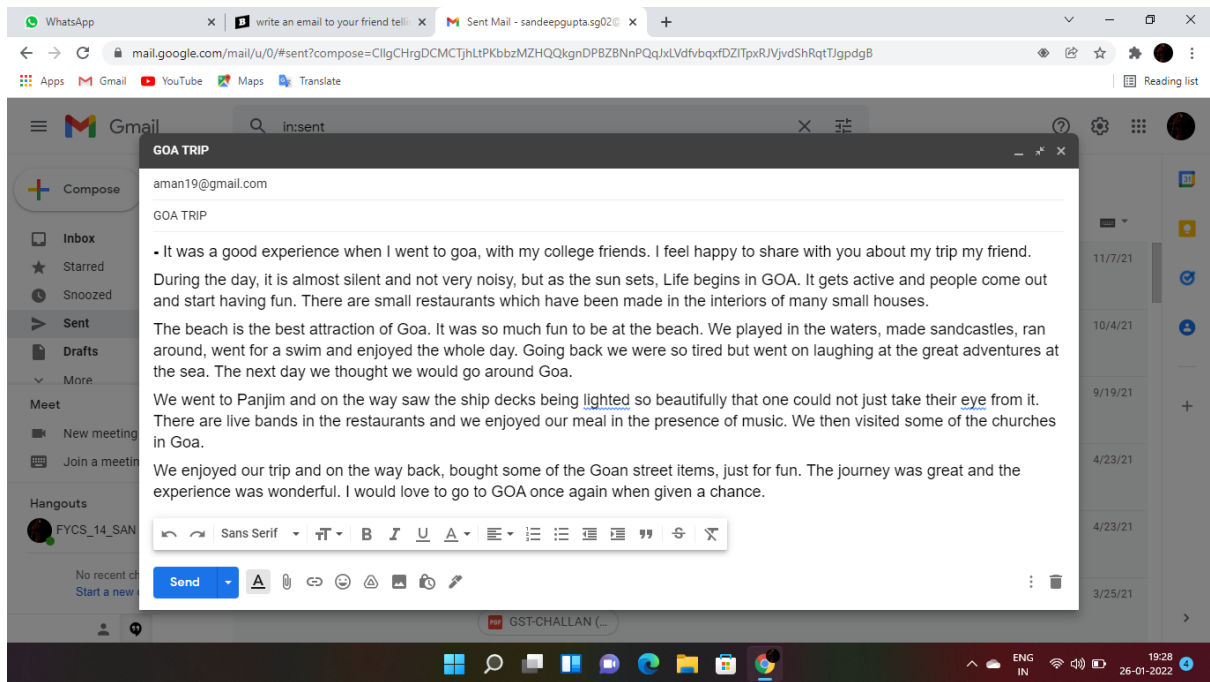 WhatsApp
write an email to your friend telli
Sent Mail - sandeepgupta.sg02@
mail.google.com/mail/u/0/#sent?compose=CllgCHrgDCMCTjhLtPKbbzMZHQQkgnDPBZBNnPQqJxLVdfvbqxfDZlTpxRJVjvdShRqtTJgpdgB
Apps Gmail YouTube Maps Translate Reading list
Gmail in:sent
GOA TRIP
aman19@gmail.com
GOA TRIP
- It was a good experience when I went to goa, with my college friends. I feel happy to share with you about my trip my friend.
During the day, it is almost silent and not very noisy, but as the sun sets, Life begins in GOA. It gets active and people come out
and start having fun. There are small restaurants which have been made in the interiors of many small houses.
The beach is the best attraction of Goa. It was so much fun to be at the beach. We played in the waters, made sandcastles, ran
around, went for a swim and enjoyed the whole day. Going back we were so tired but went on laughing at the great adventures at
the sea. The next day we thought we would go around Goa.
We went to Panjim and on the way saw the ship decks being lighted so beautifully that one could not just take their eye from it.
There are live bands in the restaurants and we enjoyed our meal in the presence of music. We then visited some of the churches
in Goa.
We enjoyed our trip and on the way back, bought some of the Goan street items, just for fun. The journey was great and the
experience was wonderful. I would love to go to GOA once again when given a chance.
Sans Serif
Send
Compose
Inbox
Starred
Snoozed
Sent
Drafts
More
Meet
New meeting
Join a meetin
Hangouts
FYCS_14_SAN
No recent ch
Start a new
11/7/21
10/4/21
9/19/21
4/23/21
4/23/21
3/25/21
PDF GST-CHALLAN (...
31
ENG
IN
19:28
26-01-2022
4